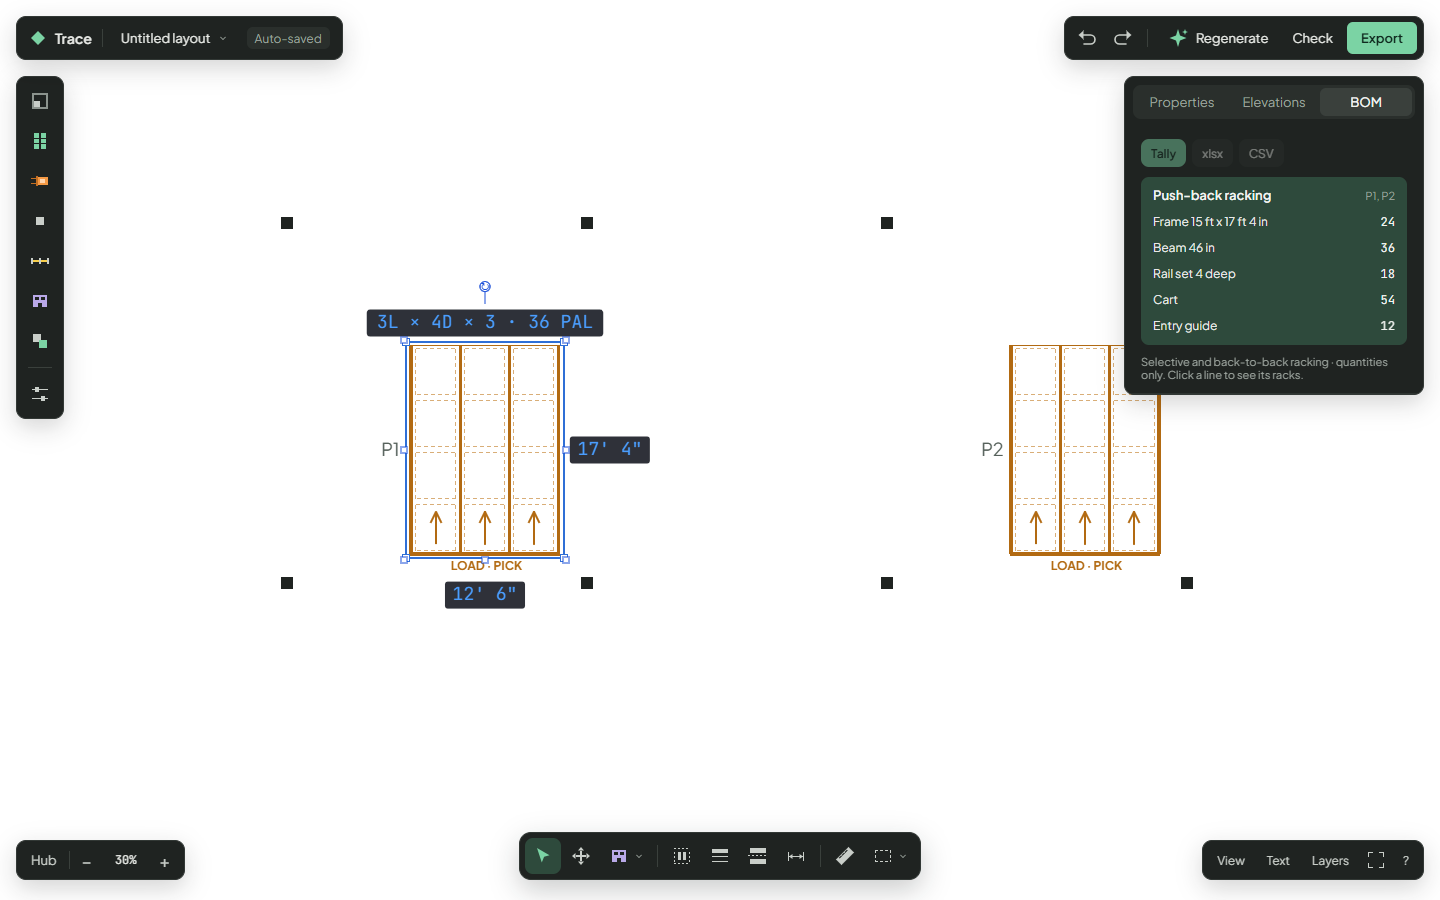 Trace
Untitled layout
Auto-saved
Regenerate
Check
Export
Properties
Elevations
BOM
Tally
xlsx
CSV
Push-back racking
P1, P2
Frame 15 ft x 17 ft 4 in
24
Beam 46 in
36
Rail set 4 deep
18
Cart
54
Entry guide
12
Selective and back-to-back racking · quantities
only. Click a line to see its racks.
3L × 4D × 3 · 36 PAL
P1
17' 4"
LOAD · PICK
12' 6"
P2
LOAD · PICK
Hub
– 30% +
View
Text
Layers
?